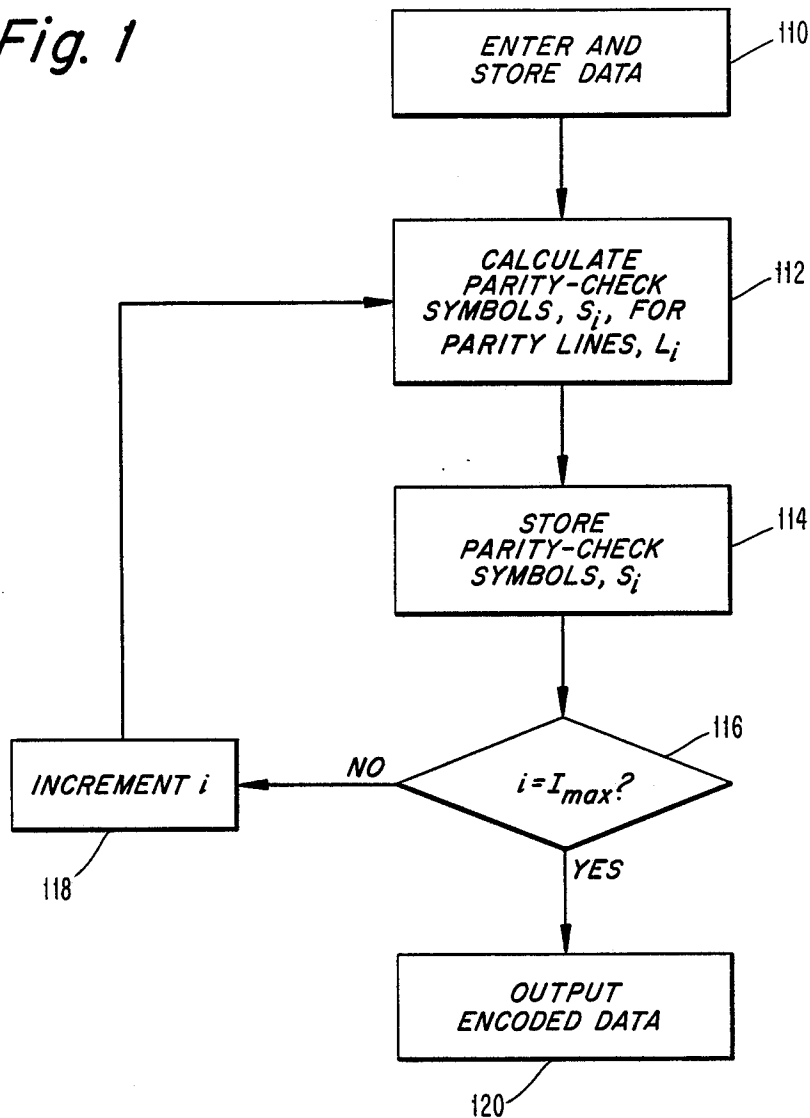 Fig. 1
ENTER AND
STORE DATA
110
CALCULATE
PARITY-CHECK
SYMBOLS, Si, FOR
PARITY LINES, Li
112
STORE
PARITY-CHECK
SYMBOLS, Si
114
i=Imax?
116
NO
INCREMENT i
118
YES
OUTPUT
ENCODED DATA
120